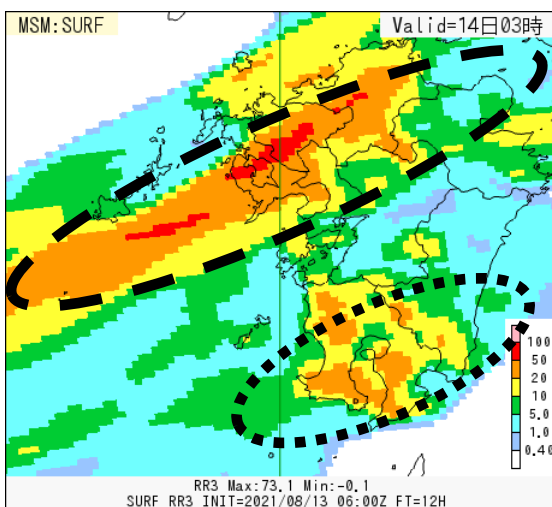 MSM:SURF
Valid=14日03時
100
50
20
10
5.0
1.0
0.40
RR3 Max:73.1 Min:-0.1
SURF RR3 INIT=2021/08/13 06:00Z FT=12H